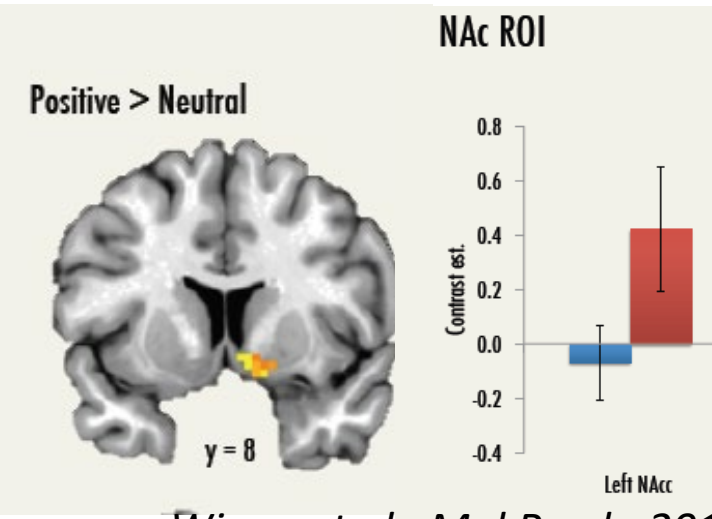 NAc ROI
Positive > Neutral
0.8
0.6
0.4
0.2
0.0
-0.2
-0.4
Contrast est.
y = 8
Left NAcc